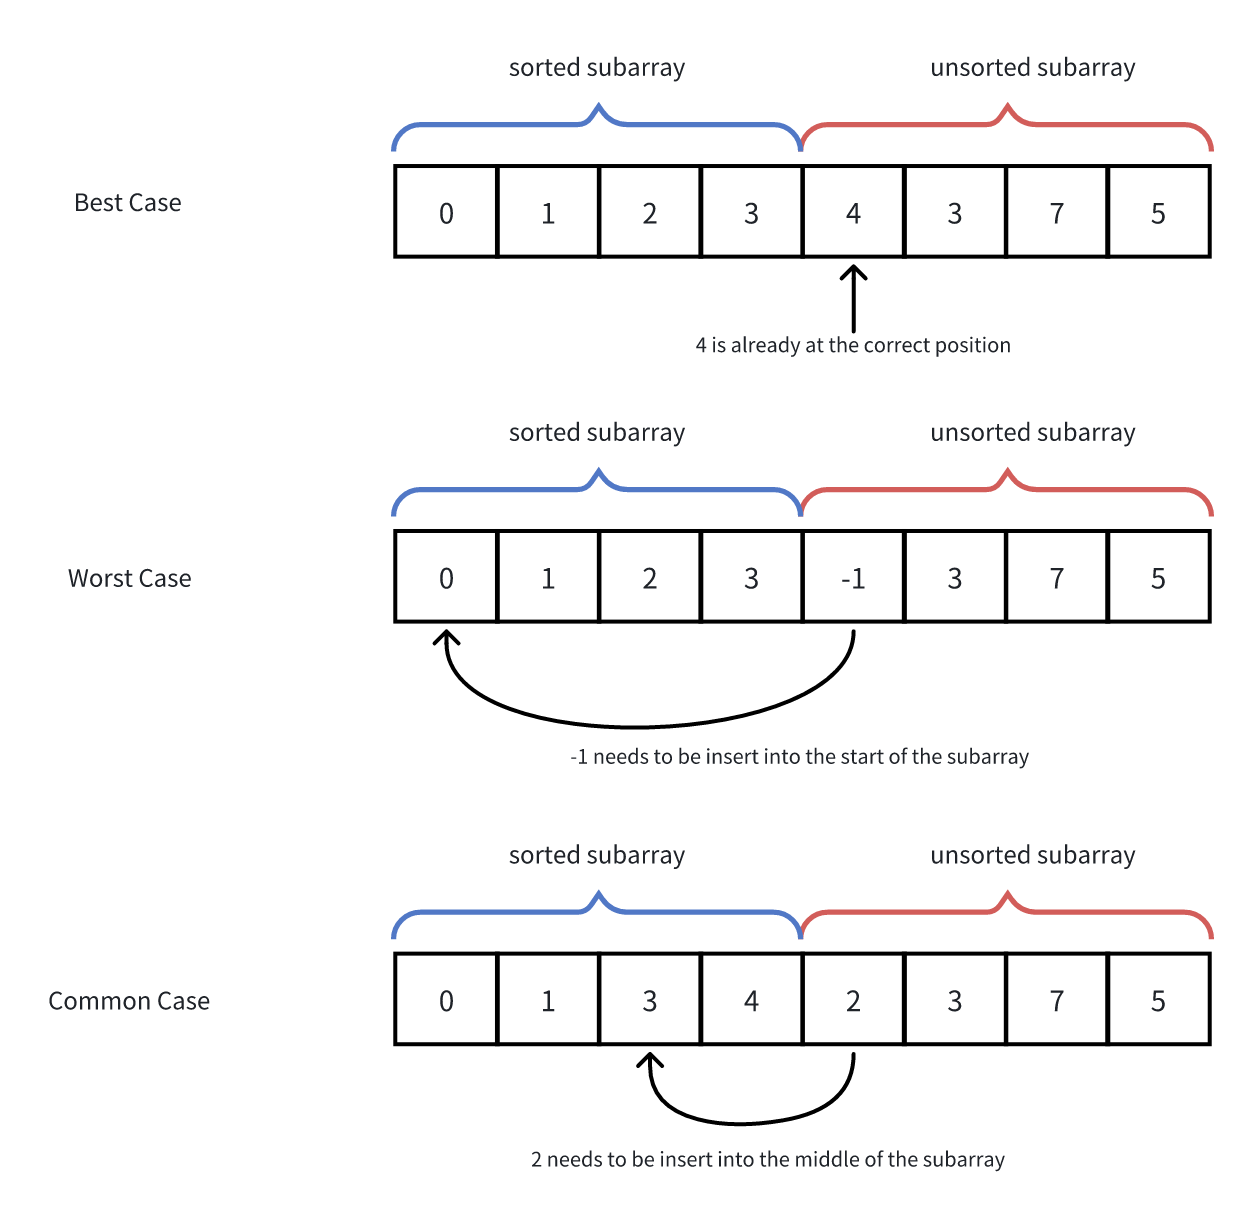 sorted subarray unsorted subarray
Best Case
0 1 2 3 4 3 7 5
4 is already at the correct position
sorted subarray unsorted subarray
Worst Case
0 1 2 3 -1 3 7 5
-1 needs to be insert into the start of the subarray
sorted subarray unsorted subarray
Common Case
0 1 3 4 2 3 7 5
2 needs to be insert into the middle of the subarray